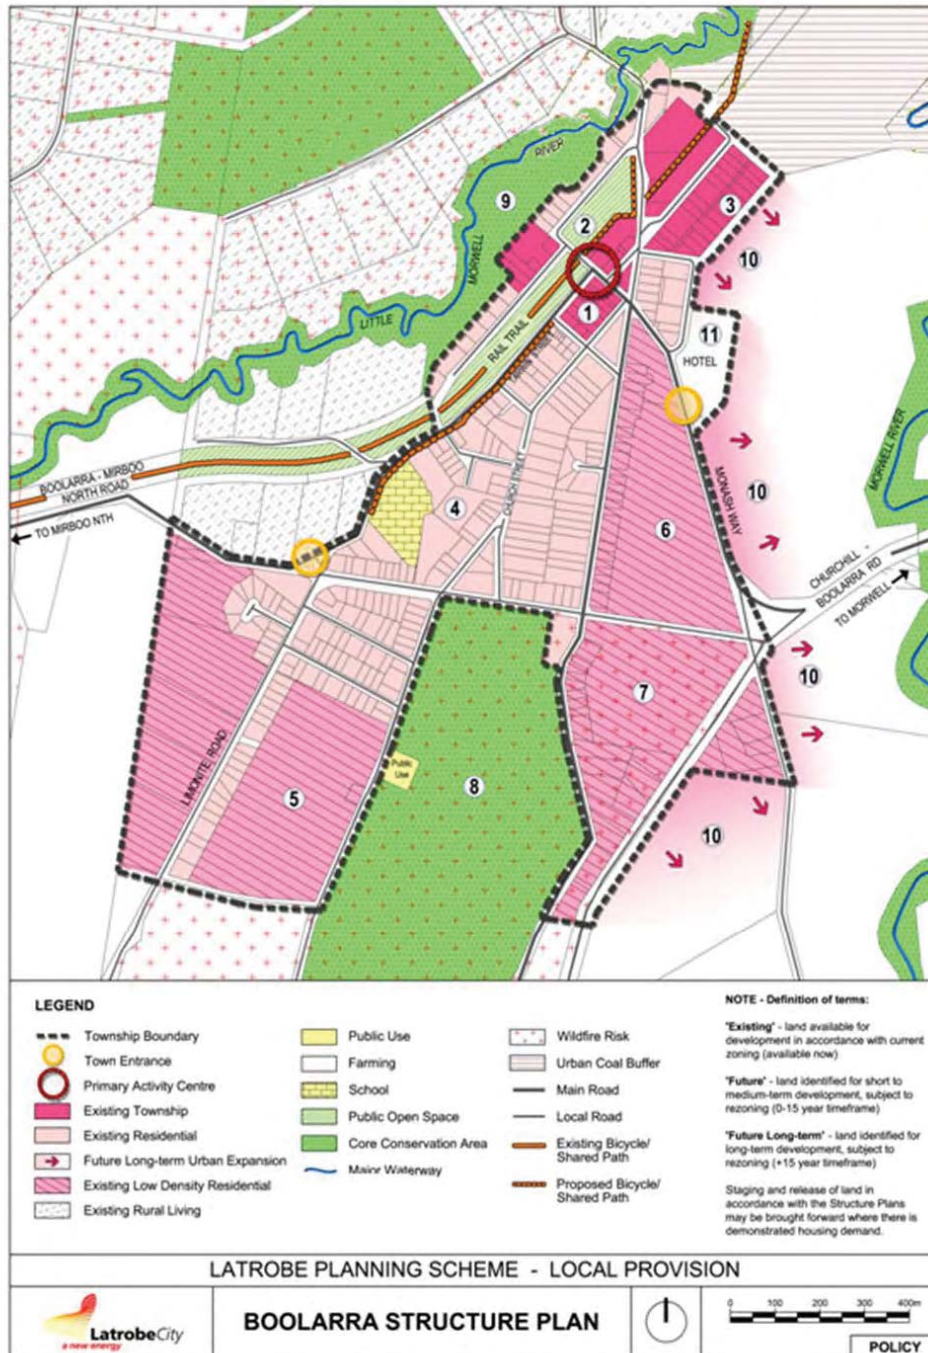 RIVER
9
MORWELL
LITTLE
2
3
10
1
11
HOTEL
RAIL TRAIL
STREET
BOOLARRA - MIRBOO
NORTH ROAD
TO MIRBOO NTH
4
CHURCH STREET
6
MONASH WAY
10
MORWELL RIVER
CHURCHILL -
BOOLARRA RD
TO MORWELL
10
7
LIMONITE ROAD
5
Public
Use
8
10
LEGEND
Township Boundary
Town Entrance
Primary Activity Centre
Existing Township
Existing Residential
Future Long-term Urban Expansion
Existing Low Density Residential
Existing Rural Living
Public Use
Farming
School
Public Open Space
Core Conservation Area
Major Waterway
Wildfire Risk
Urban Coal Buffer
Main Road
Local Road
Existing Bicycle/
Shared Path
Proposed Bicycle/
Shared Path
NOTE - Definition of terms:
'Existing' - land available for
development in accordance with current
zoning (available now)
'Future' - land identified for short to
medium-term development, subject to
rezoning (0-15 year timeframe)
'Future Long-term' - land identified for
long-term development, subject to
rezoning (+15 year timeframe)
Staging and release of land in
accordance with the Structure Plans
may be brought forward where there is
demonstrated housing demand.
LATROBE PLANNING SCHEME - LOCAL PROVISION
LatrobeCity
a new energy
BOOLARRA STRUCTURE PLAN
0 100 200 300 400m
POLICY